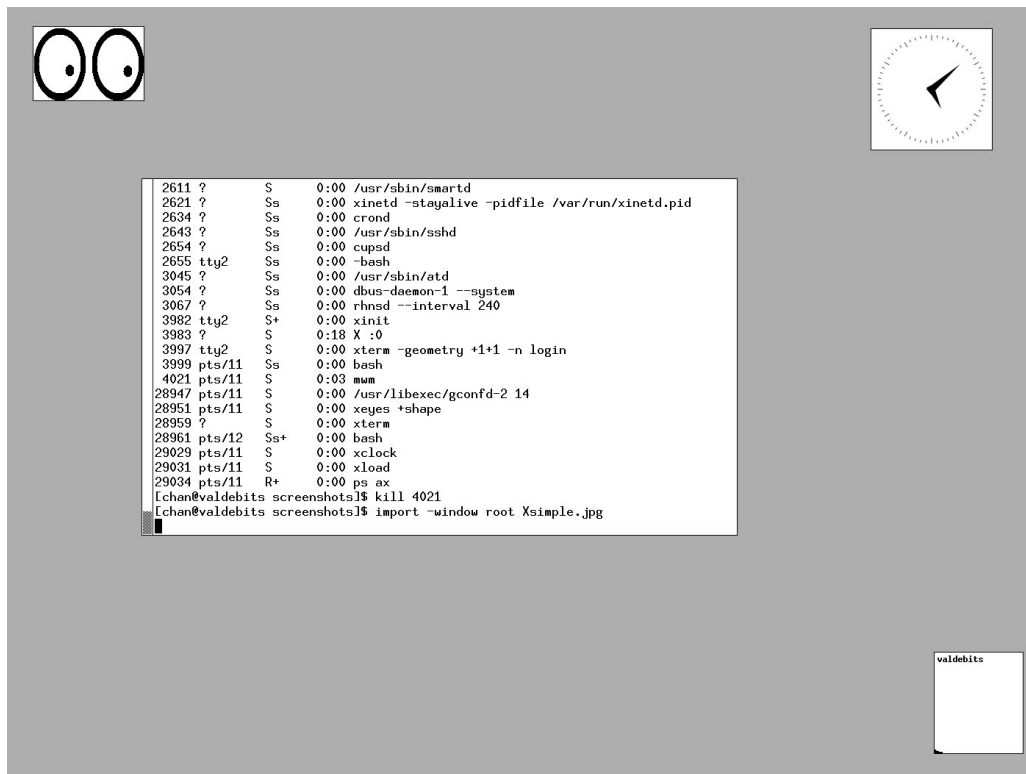 2611 ?        S      0:00 /usr/sbin/smartd
2621 ?        Ss     0:00 xinetd -stayalive -pidfile /var/run/xinetd.pid
2634 ?        Ss     0:00 crond
2643 ?        Ss     0:00 /usr/sbin/sshd
2654 ?        Ss     0:00 cupsd
2655 tty2     Ss     0:00 -bash
3045 ?        Ss     0:00 /usr/sbin/atd
3054 ?        Ss     0:00 dbus-daemon-1 --system
3067 ?        Ss     0:00 rhnsd --interval 240
3982 tty2     S+     0:00 xinit
3983 ?        S      0:18 X :0
3997 tty2     S      0:00 xterm -geometry +1+1 -n login
3999 pts/11   Ss     0:00 bash
4021 pts/11   S      0:03 mwm
28947 pts/11   S      0:00 /usr/libexec/gconfd-2 14
28951 pts/11   S      0:00 xeyes +shape
28959 ?        S      0:00 xterm
28961 pts/12   Ss+    0:00 bash
29029 pts/11   S      0:00 xclock
29031 pts/11   S      0:00 xload
29034 pts/11   R+     0:00 ps ax
[chan@valdebits screenshots]$ kill 4021
[chan@valdebits screenshots]$ import -window root Xsimple.jpg
valdebits